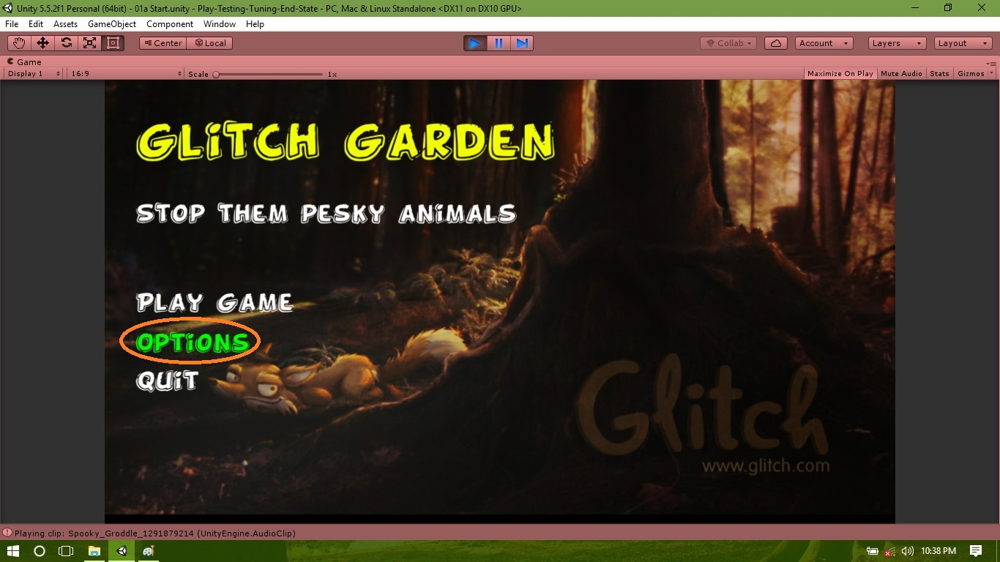 Unity 5.5.2f1 Personal (64bit) - 01a Start.unity - Play-Testing-Tuning-End-State - PC, Mac & Linux Standalone <DX11 on DX10 GPU>
File Edit Assets GameObject Component Window Help
Center Local Collab Account Layers Layout
Game
Display 1 16:9 Scale 1x Maximize On Play Mute Audio Stats Gizmos
GLiTCH GARDEN
STOP THEM PESKY ANiMALS
PLAY GAME
OPTiONS
QUiT
Glitch
www.glitch.com
Playing clip: Spooky_Groddle_1291879214 (UnityEngine.AudioClip)
10:38 PM